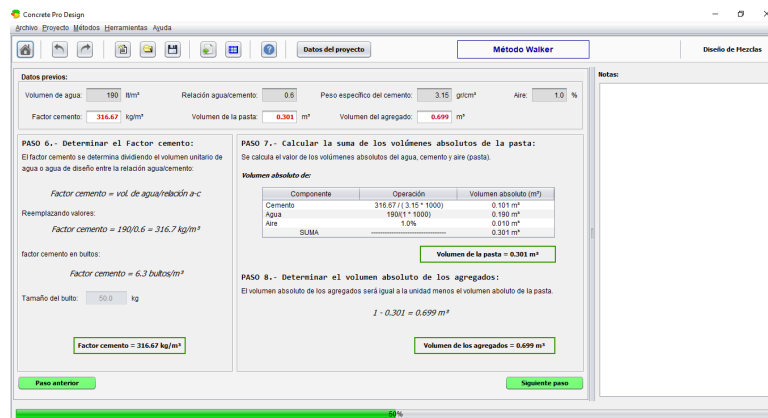 Concrete Pro Design
Archivo Proyecto Métodos Herramientas Ayuda
Datos del proyecto
Método Walker
Diseño de Mezclas
Datos previos:
Volumen de agua: 190 lt/m³ Relación agua/cemento: 0.6 Peso específico del cemento: 3.15 gr/cm³ Aire: 1.0 %
Factor cemento: 316.67 kg/m³ Volumen de la pasta: 0.301 m³ Volumen del agregado: 0.699 m³
Notas:
PASO 6.- Determinar el Factor cemento:
El factor cemento se determina dividiendo el volumen unitario de
agua o agua de diseño entre la relación agua/cemento:
Factor cemento = vol. de agua/relación a-c
Reemplazando valores:
Factor cemento = 190/0.6 = 316.7 kg/m³
factor cemento en bultos:
Factor cemento = 6.3 bultos/m³
Tamaño del bulto: 50.0 kg
Factor cemento = 316.67 kg/m³
PASO 7.- Calcular la suma de los volúmenes absolutos de la pasta:
Se calcula el valor de los volúmenes absolutos del agua, cemento y aire (pasta).
Volumen absoluto de:
Componente Operación Volumen absoluto (m³)
Cemento 316.67 / ( 3.15 * 1000) 0.101 m³
Agua 190/(1 * 1000) 0.190 m³
Aire 1.0% 0.010 m³
SUMA ------------------------------ 0.301 m³
Volumen de la pasta = 0.301 m³
PASO 8.- Determinar el volumen absoluto de los agregados:
El volumen absoluto de los agregados será igual a la unidad menos el volumen aboluto de la pasta.
1 - 0.301 = 0.699 m³
Volumen de los agregados = 0.699 m³
Paso anterior
Siguiente paso
50%